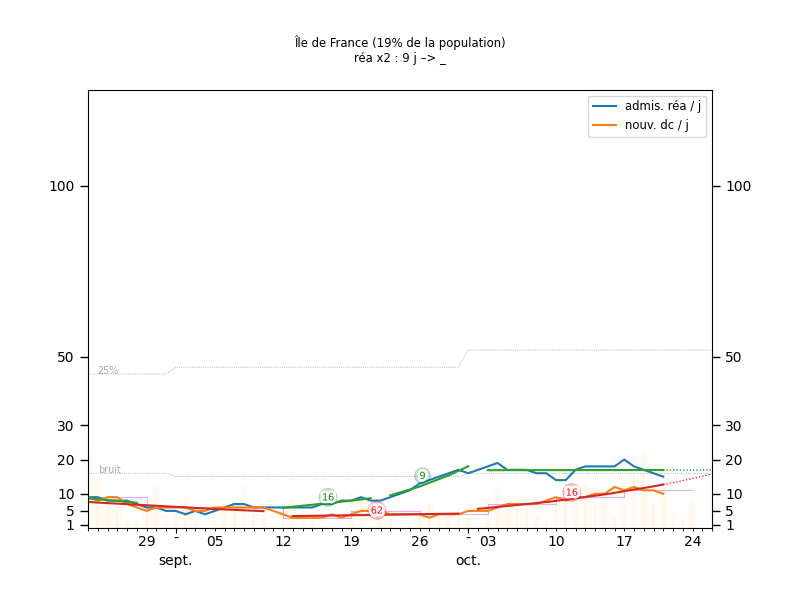 Île de France (19% de la population)
réa x2 : 9 j –> _
admis. réa / j
nouv. dc / j
100 100
50 50
25%
30 30
20 20
bruit
9
16
16
10 10
62
5 5
1 1
29 - 05 12 19 26 - 03 10 17 24
sept. oct.